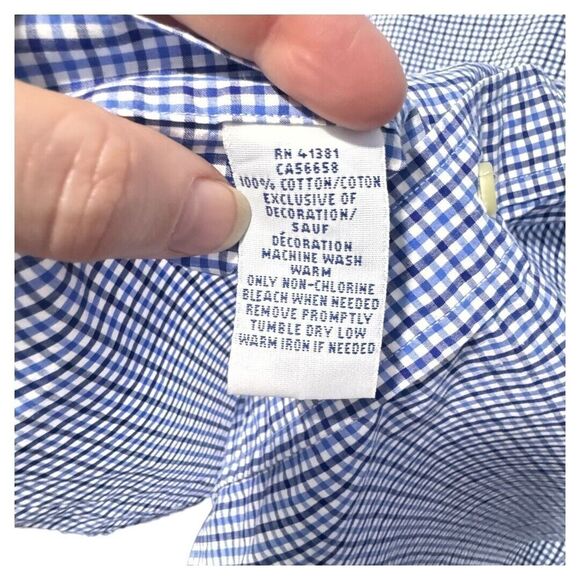 RN 41381
CA56658
100% COTTON/COTON
EXCLUSIVE OF
DECORATION/
SAUF
DÉCORATION
MACHINE WASH
WARM
ONLY NON-CHLORINE
BLEACH WHEN NEEDED
REMOVE PROMPTLY
TUMBLE DRY LOW
WARM IRON IF NEEDED